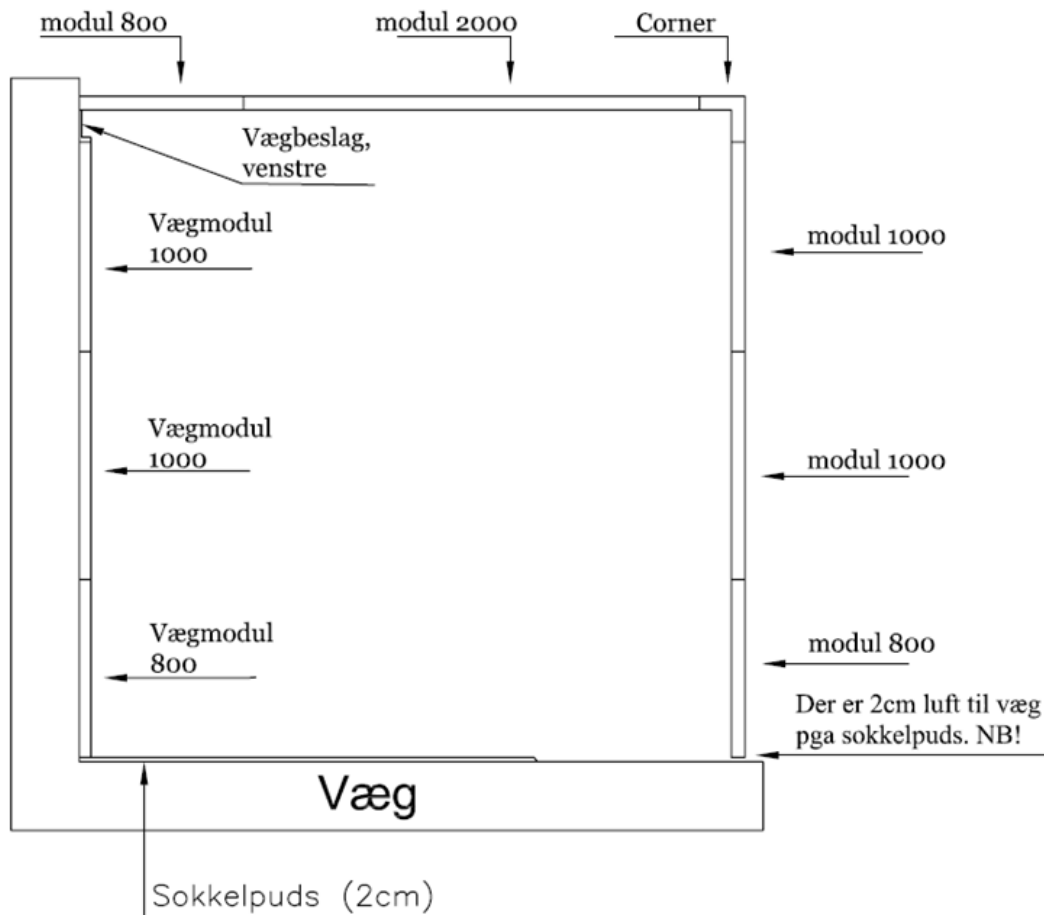 modul 800
modul 2000
Corner
Vægbeslag,
venstre
Vægmodul
1000
modul 1000
Vægmodul
1000
modul 1000
Vægmodul
800
modul 800
Der er 2cm luft til væg
pga sokkelpuds. NB!
Væg
Sokkelpuds (2cm)